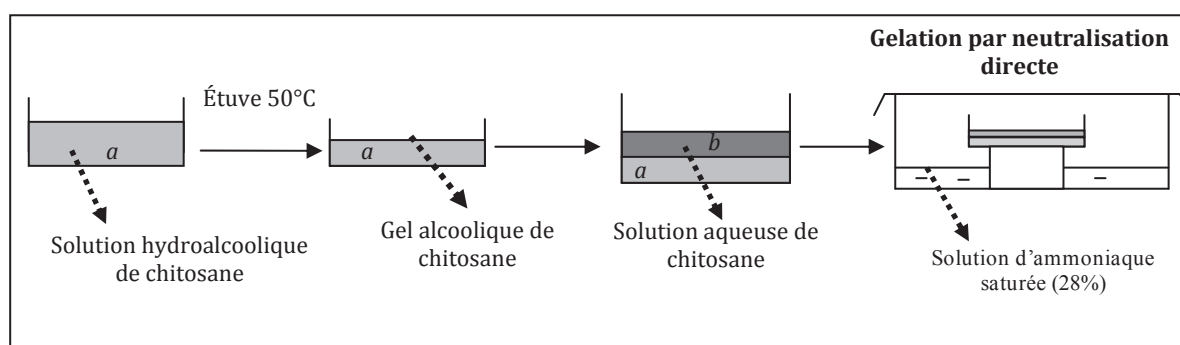 Gelation par neutralisation
directe
Étuve 50°C
a
a
b
a
Solution hydroalcoolique
de chitosane
Gel alcoolique de
chitosane
Solution aqueuse de
chitosane
Solution d’ammoniaque
saturée (28%)